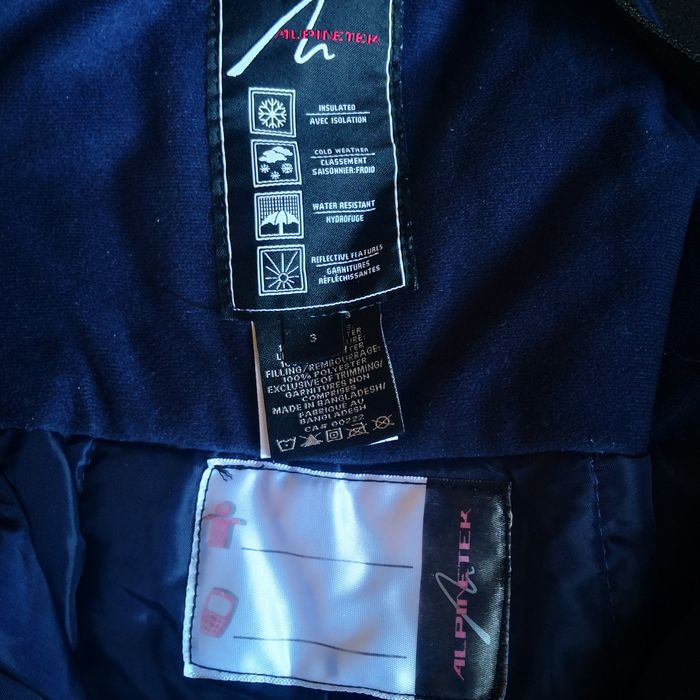 ALPINETEK
INSULATED
AVEC ISOLATION
COLD WEATHER
CLASSEMENT
SAISONNIER:FROID
WATER RESISTANT
HYDROFUGE
REFLECTIVE FEATURES
GARNITURES
RÉFLÉCHISSANTES
3
FILLING/REMBOURRAGE:
100% POLYESTER
EXCLUSIVE OF TRIMMING/
GARNITURES NON
COMPRISES
MADE IN BANGLADESH/
FABRIQUÉ AU
BANGLADESH
CA# 00222
ALPINETEK